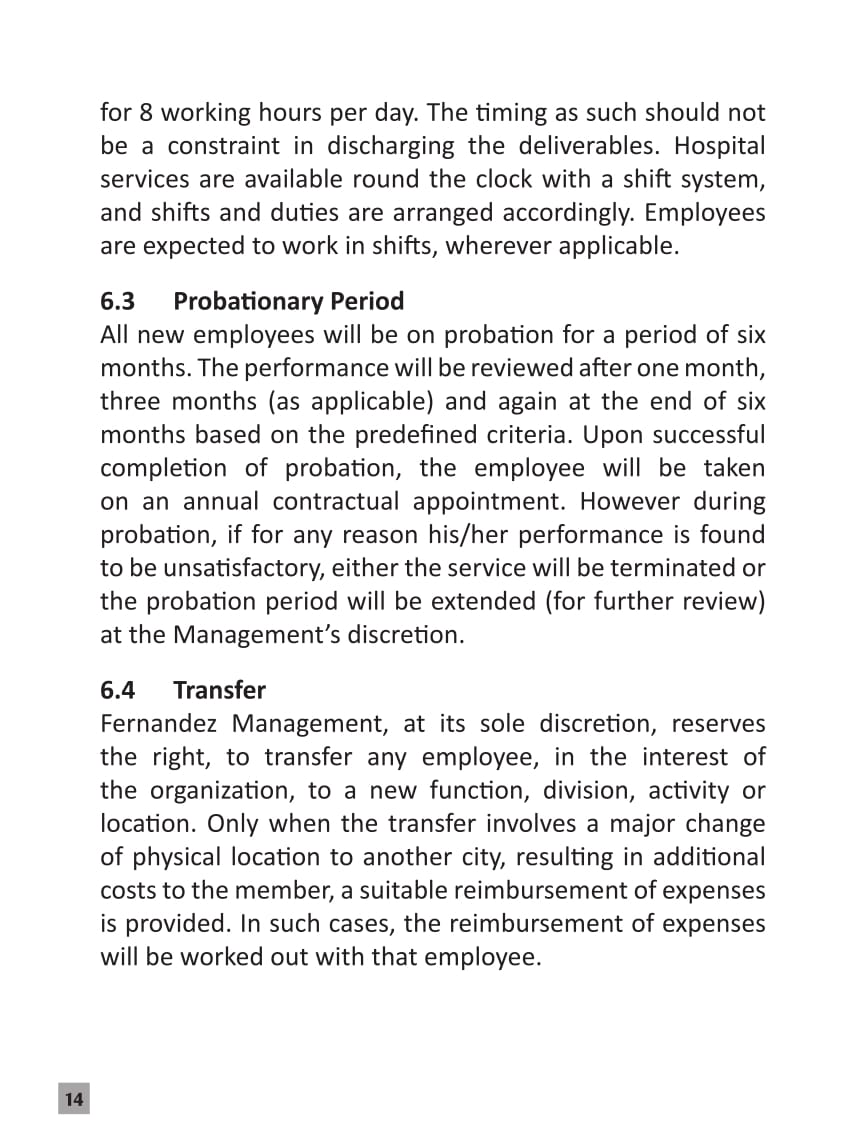 for 8 working hours per day. The timing as such should not
be a constraint in discharging the deliverables. Hospital
services are available round the clock with a shift system,
and shifts and duties are arranged accordingly. Employees
are expected to work in shifts, wherever applicable.
6.3 Probationary Period
All new employees will be on probation for a period of six
months. The performance will be reviewed after one month,
three months (as applicable) and again at the end of six
months based on the predefined criteria. Upon successful
completion of probation, the employee will be taken
on an annual contractual appointment. However during
probation, if for any reason his/her performance is found
to be unsatisfactory, either the service will be terminated or
the probation period will be extended (for further review)
at the Management’s discretion.
6.4 Transfer
Fernandez Management, at its sole discretion, reserves
the right, to transfer any employee, in the interest of
the organization, to a new function, division, activity or
location. Only when the transfer involves a major change
of physical location to another city, resulting in additional
costs to the member, a suitable reimbursement of expenses
is provided. In such cases, the reimbursement of expenses
will be worked out with that employee.
14